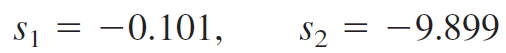 s₁ = −0.101, s₂ = −9.899